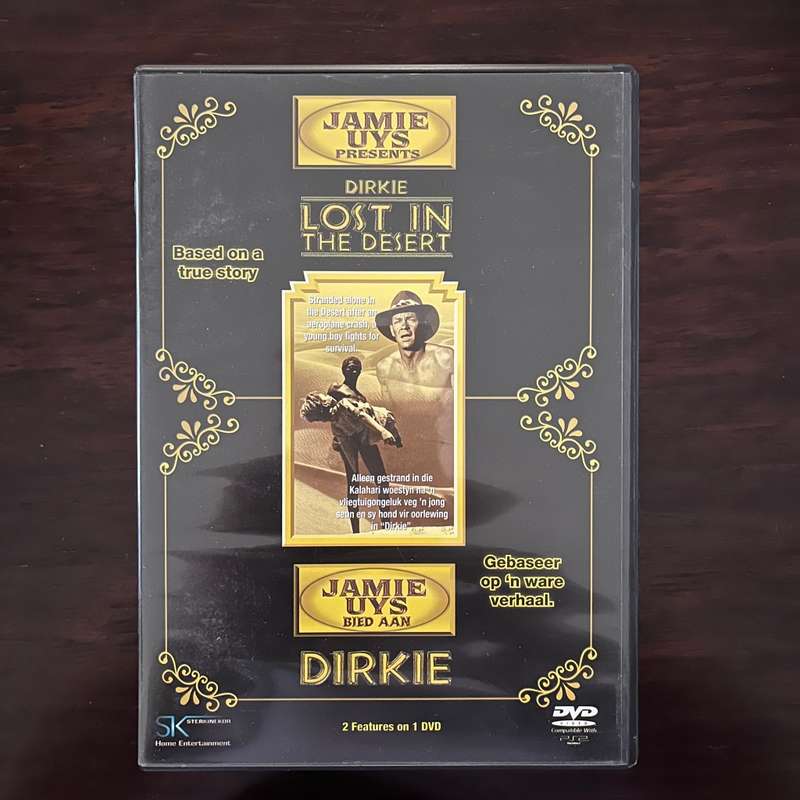 JAMIE
UYS
PRESENTS
DIRKIE
LOST IN
THE DESERT
Based on a
true story
Stranded alone in
the Desert after an
aeroplane crash, a
young boy fights for
survival.
Alleen gestrand in die
Kalahari woestyn na 'n
vliegtuigongeluk veg 'n jong
seun en sy hond vir oorlewing
in "Dirkie"
Gebaseer
op 'n ware
verhaal.
JAMIE
UYS
BIED AAN
DIRKIE
SK STERKINEKOR
Home Entertainment
2 Features on 1 DVD
DVD
VIDEO
Compatible With
PS2